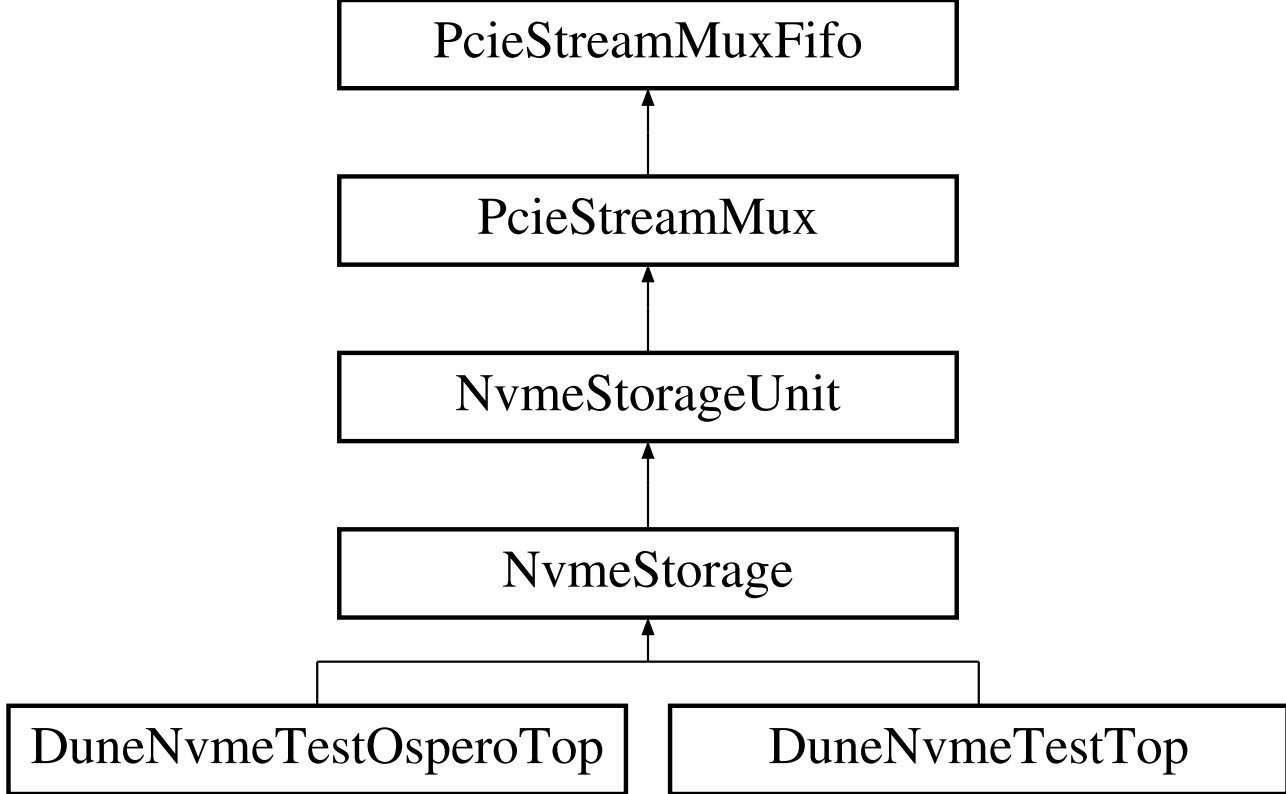 PcieStreamMuxFifo
PcieStreamMux
NvmeStorageUnit
NvmeStorage
DuneNvmeTestOsperoTop
DuneNvmeTestTop